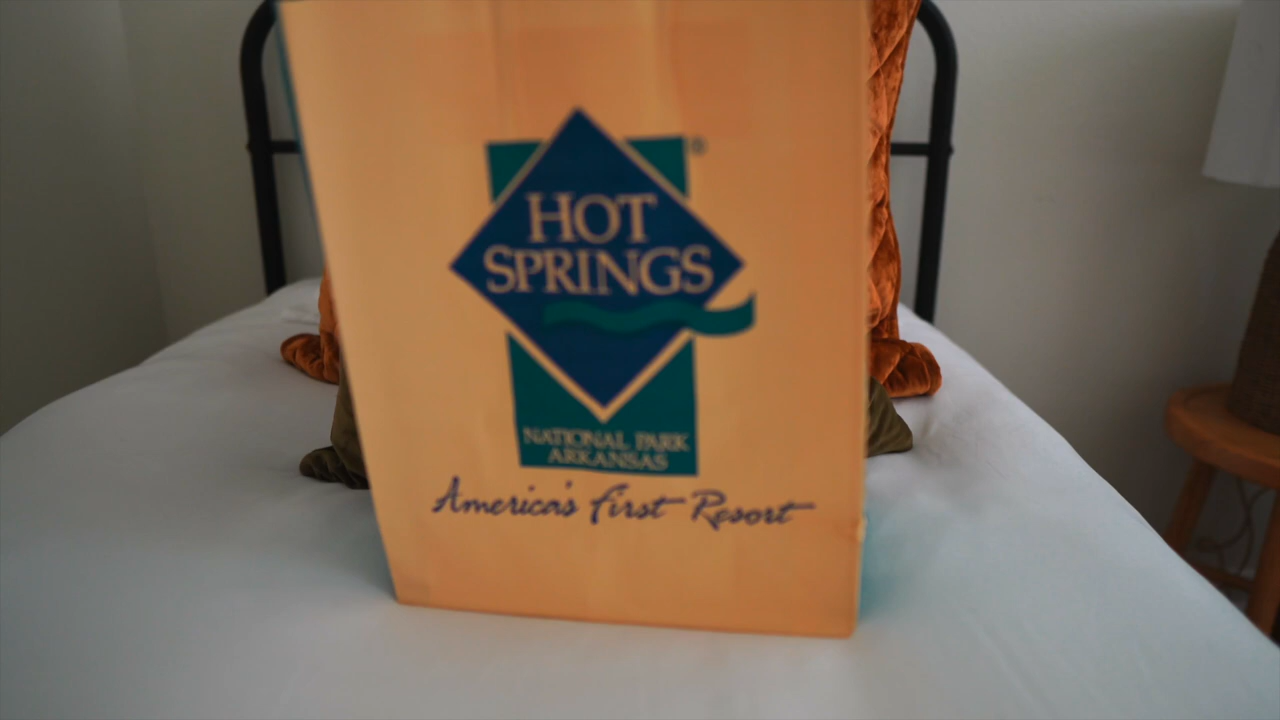 HOT
SPRINGS
®
NATIONAL PARK
ARKANSAS
America's First Resort